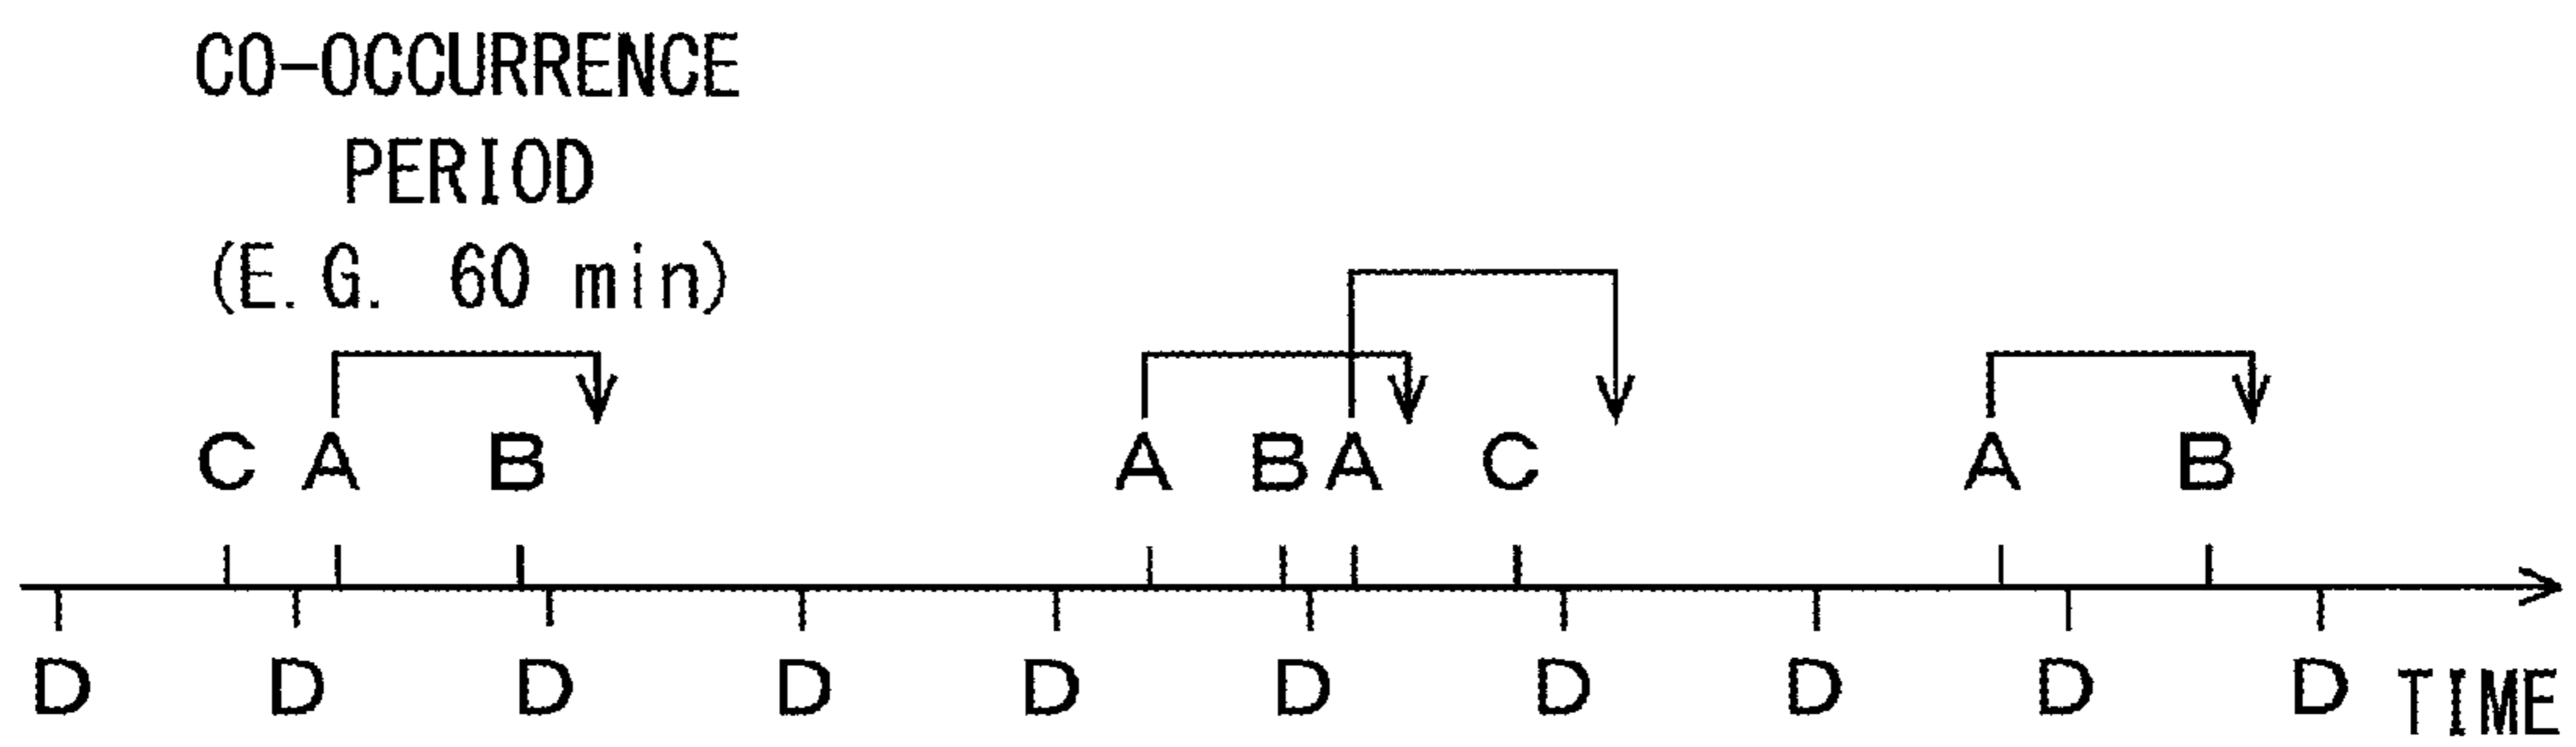 CO-OCCURRENCE
PERIOD
(E.G. 60 min)
C A B A B A C A B
D D D D D D D D D D TIME